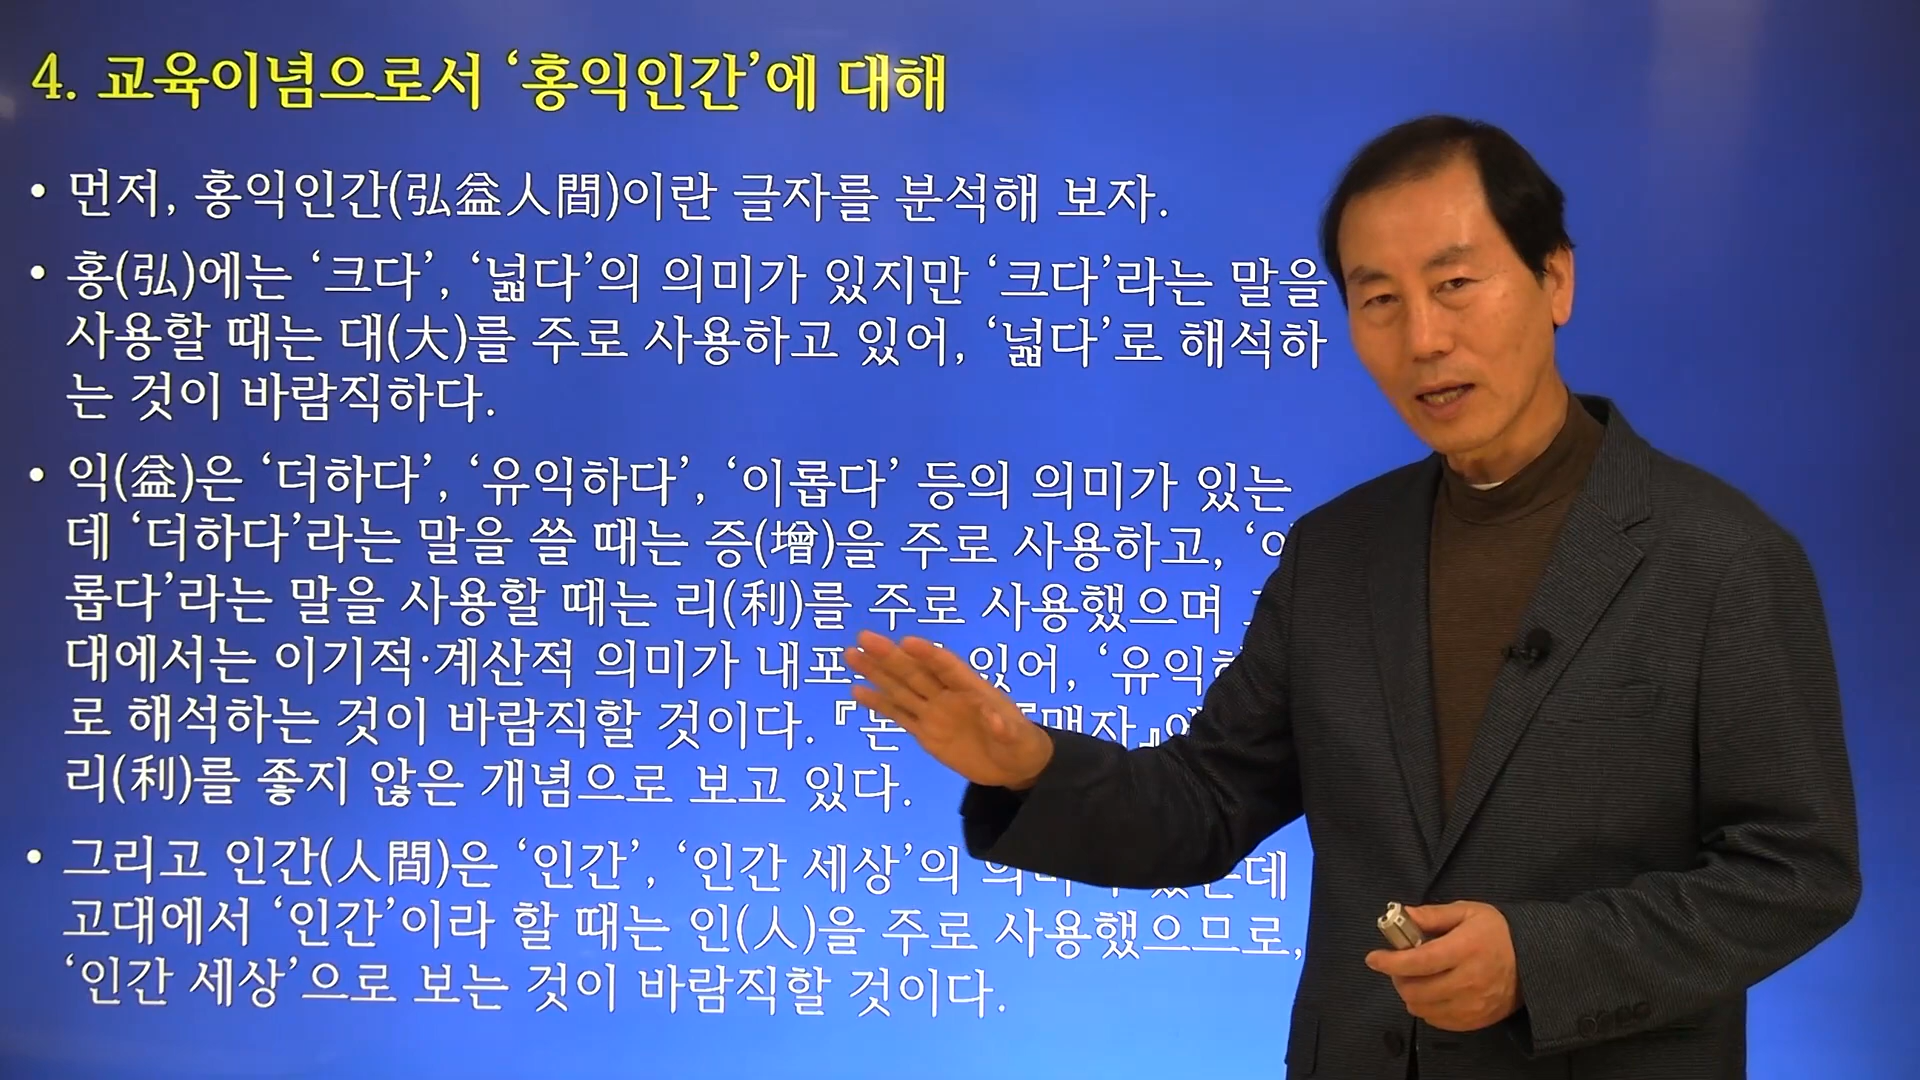 4. 교육이념으로서 ‘홍익인간’에 대해
• 먼저, 홍익인간(弘益人間)이란 글자를 분석해 보자.
• 홍(弘)에는 ‘크다’, ‘넓다’의 의미가 있지만 ‘크다’라는 말을
사용할 때는 대(大)를 주로 사용하고 있어, ‘넓다’로 해석하
는 것이 바람직하다.
• 익(益)은 ‘더하다’, ‘유익하다’, ‘이롭다’ 등의 의미가 있는
데 ‘더하다’라는 말을 쓸 때는 증(增)을 주로 사용하고,
롭다’라는 말을 사용할 때는 리(利)를 주로 사용했으며
대에서는 이기적·계산적 의미가 있어,
로 해석하는 것이 바람직할 것이다. 『맹자』
리(利)를 좋지 않은 개념으로 보고 있다.
• 그리고 인간(人間)은 ‘인간’, ‘인간 세상’의
고대에서 ‘인간’이라 할 때는 인(人)을 주로 사용했으므로,
‘인간 세상’으로 보는 것이 바람직할 것이다.